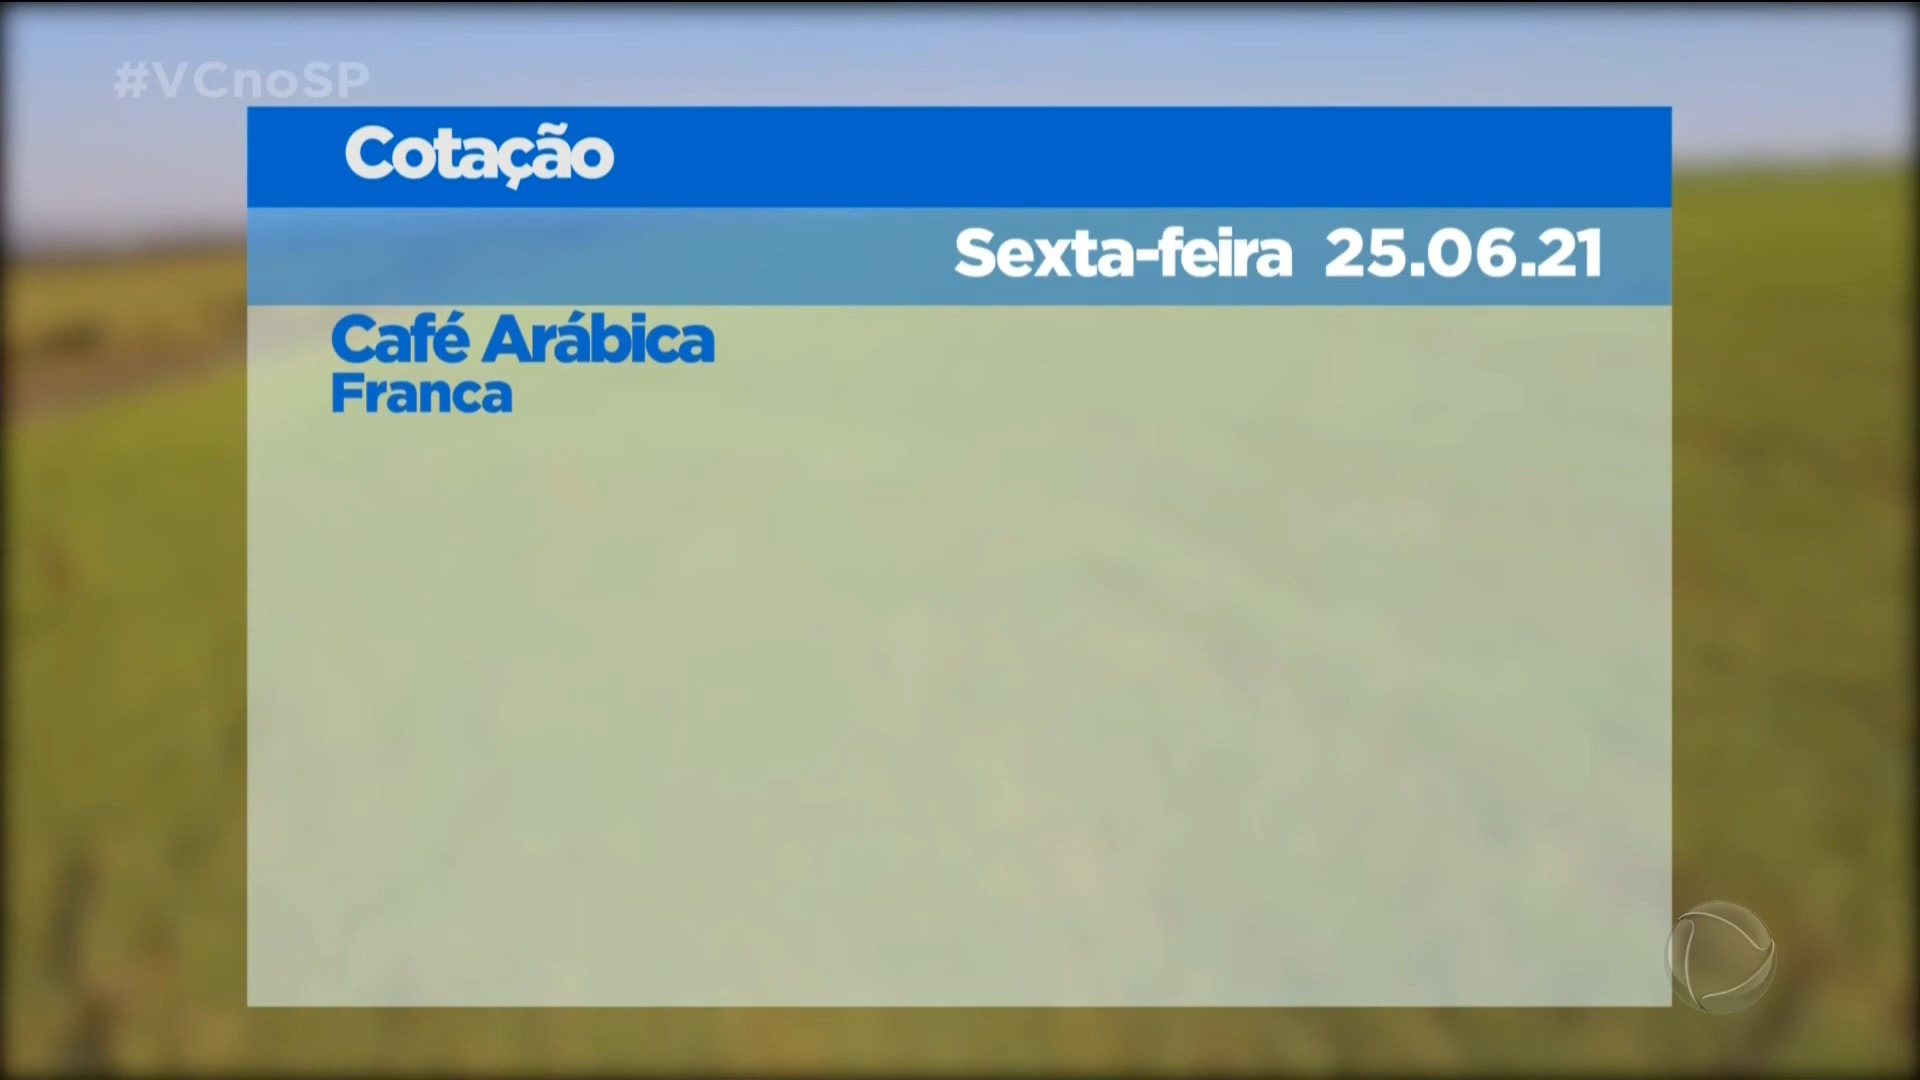 #VCnoSP
Cotação
Sexta-feira 25.06.21
Café Arábica
Franca